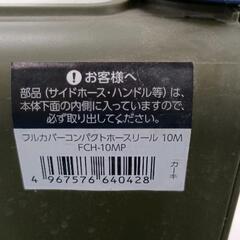 お客様へ
部品（サイドホース・ハンドル等）は、
本体下面の内側に入っていますので、
必ず取り出してください。
フルカバーコンパクトホースリール 10M
FCH-10MP
カーキ
4 967576 640428